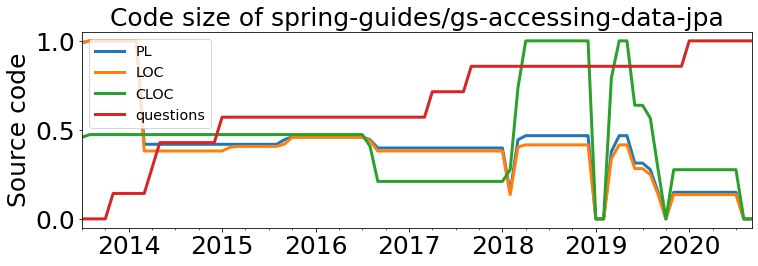 Code size of spring-guides/gs-accessing-data-jpa
Source code
1.0
0.5
0.0
PL
LOC
CLOC
questions
2014 2015 2016 2017 2018 2019 2020